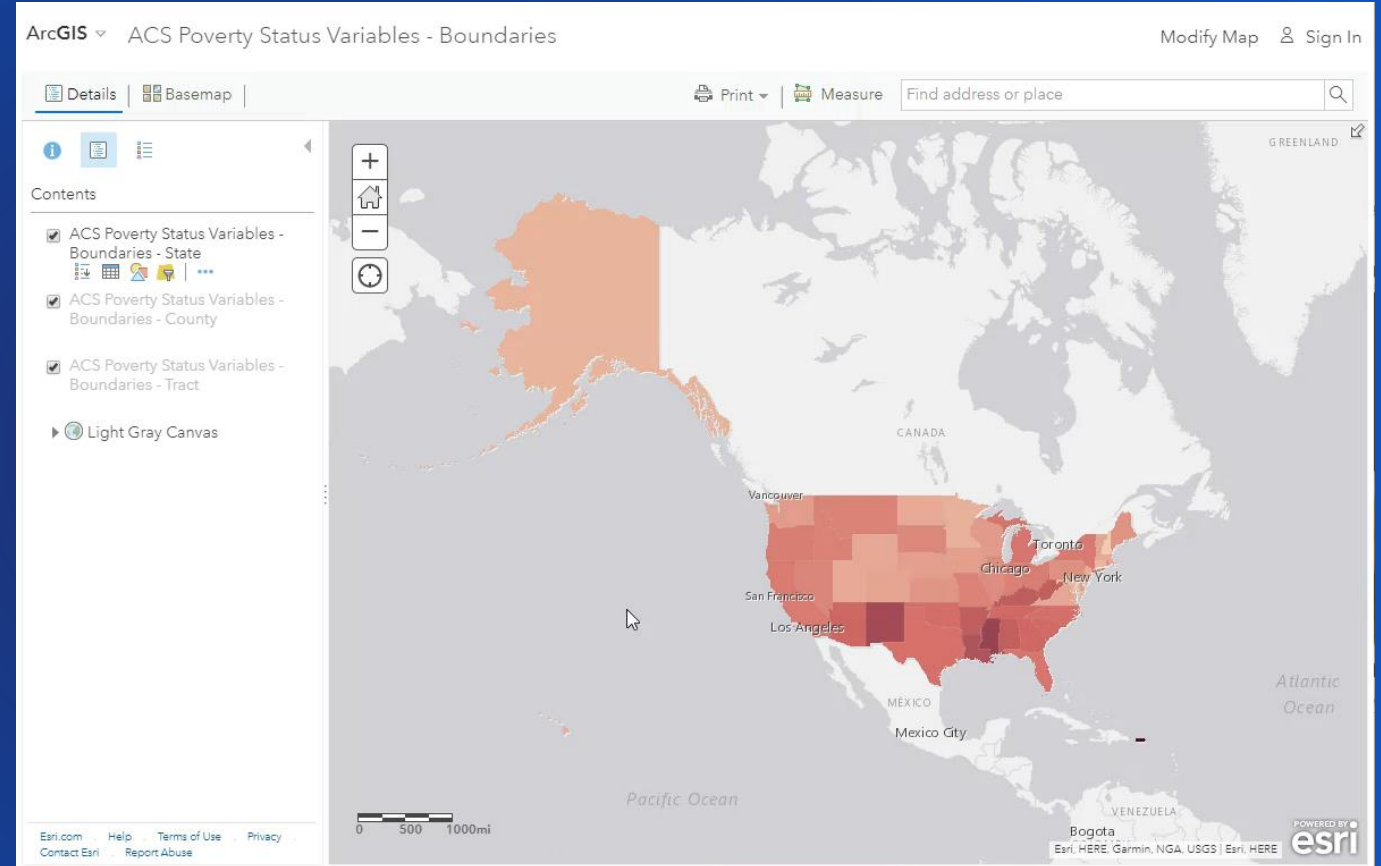 ArcGIS ACS Poverty Status Variables - Boundaries
Modify Map Sign In
Details Basemap
Print Measure Find address or place
Contents
ACS Poverty Status Variables -
Boundaries - State
ACS Poverty Status Variables -
Boundaries - County
ACS Poverty Status Variables -
Boundaries - Tract
Light Gray Canvas
Esri.com . Help . Terms of Use . Privacy .
Contact Esri . Report Abuse
+
−
GREENLAND
CANADA
Vancouver
Toronto
Chicago
New York
San Francisco
Los Angeles
MÉXICO
Mexico City
Atlantic
Ocean
Pacific Ocean
VENEZUELA
Bogota
0 500 1000mi
Esri, HERE, Garmin, NGA, USGS | Esri, HERE
POWERED BY
esri